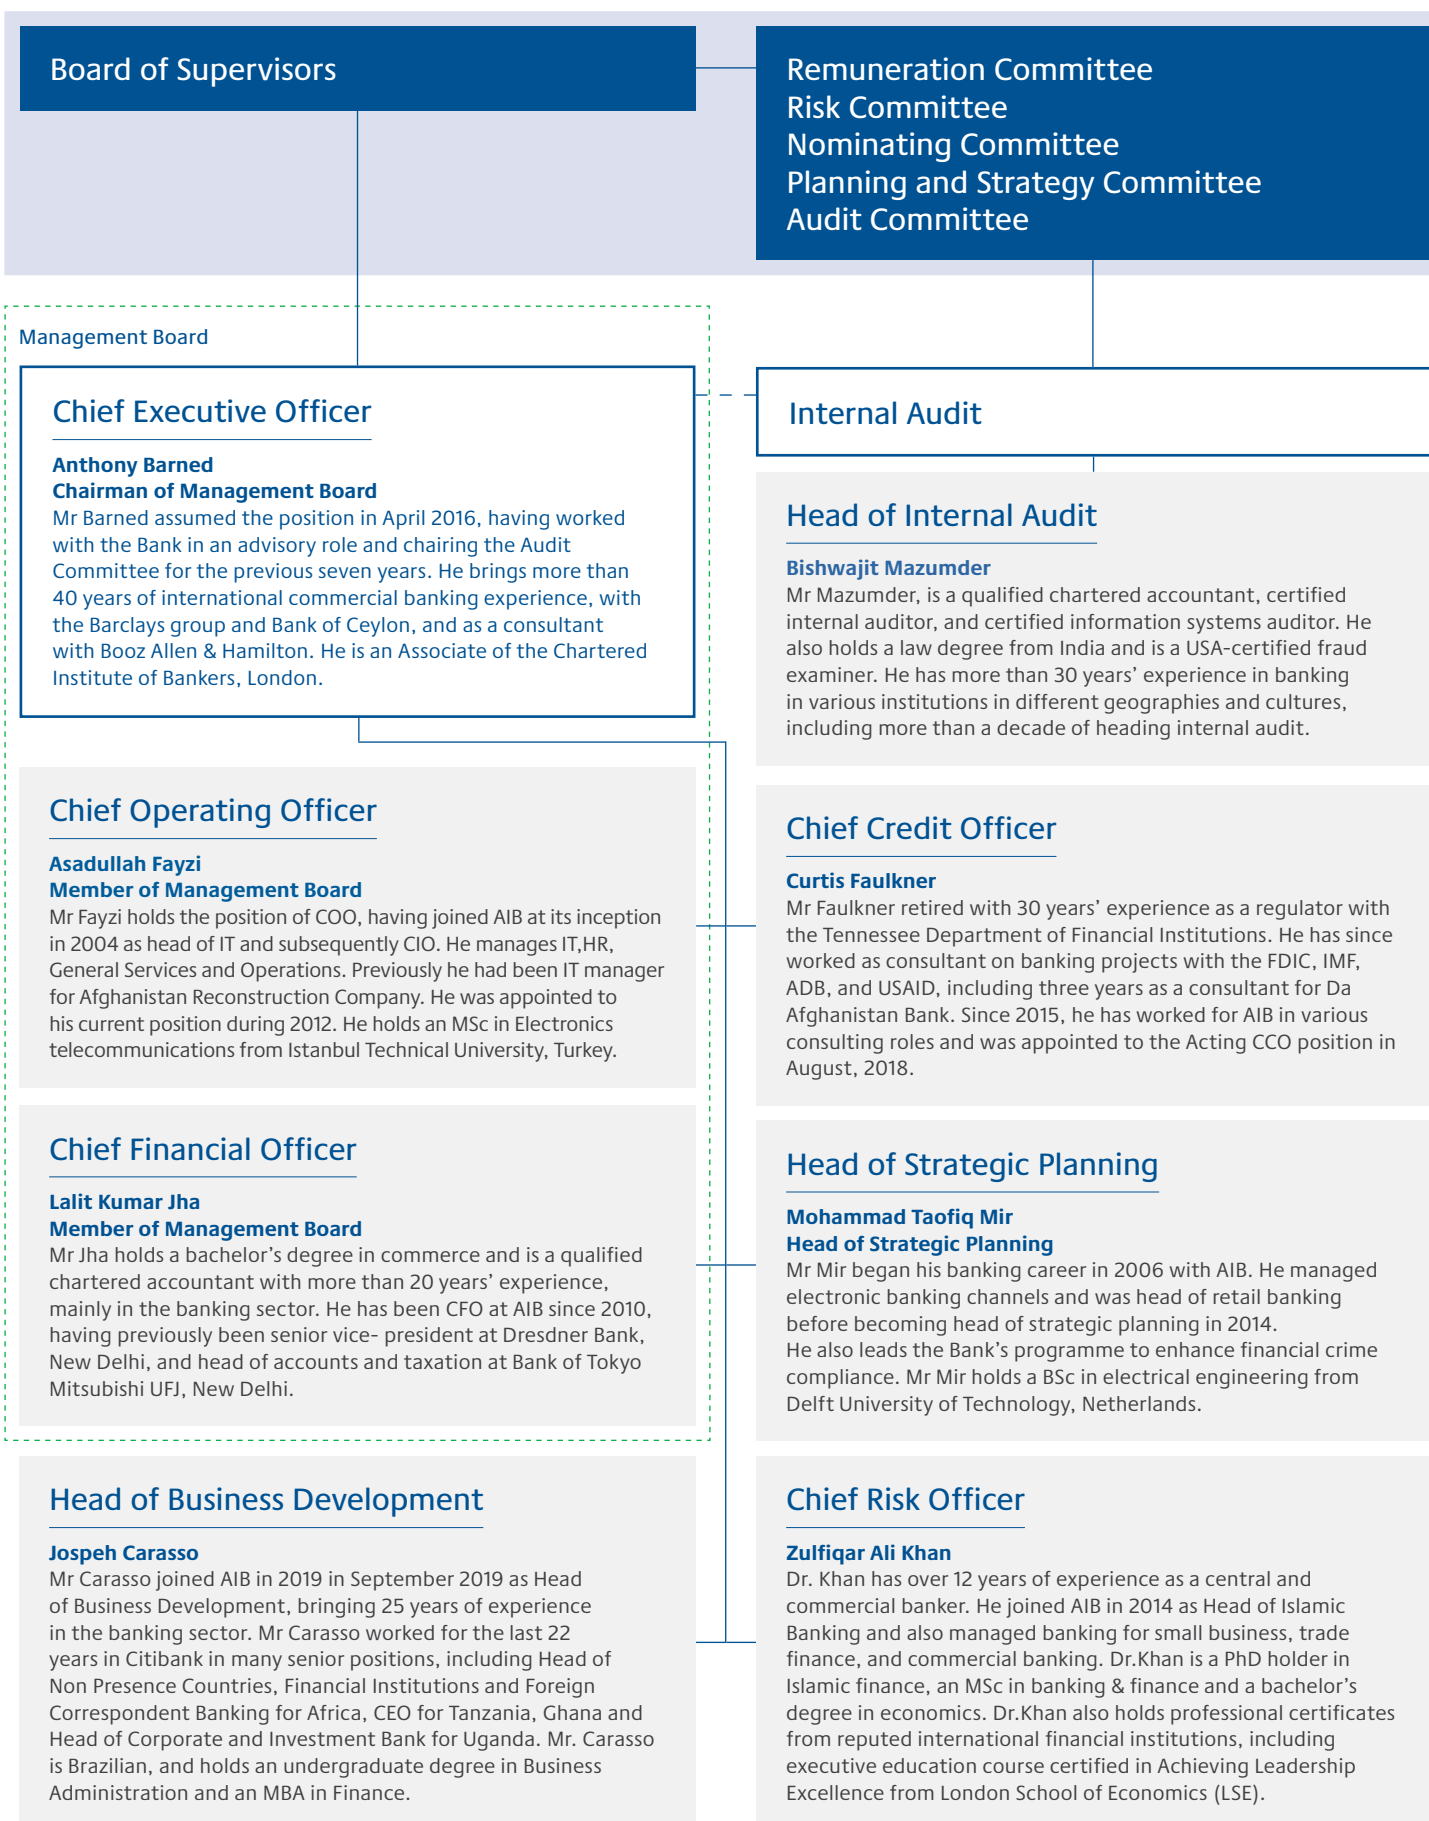 Board of Supervisors
Remuneration Committee
Risk Committee
Nominating Committee
Planning and Strategy Committee
Audit Committee
Management Board
Chief Executive Officer
Anthony Barned
Chairman of Management Board
Mr Barned assumed the position in April 2016, having worked
with the Bank in an advisory role and chairing the Audit
Committee for the previous seven years. He brings more than
40 years of international commercial banking experience, with
the Barclays group and Bank of Ceylon, and as a consultant
with Booz Allen & Hamilton. He is an Associate of the Chartered
Institute of Bankers, London.
Internal Audit
Head of Internal Audit
Bishwajit Mazumder
Mr Mazumder, is a qualified chartered accountant, certified
internal auditor, and certified information systems auditor. He
also holds a law degree from India and is a USA-certified fraud
examiner. He has more than 30 years’ experience in banking
in various institutions in different geographies and cultures,
including more than a decade of heading internal audit.
Chief Operating Officer
Asadullah Fayzi
Member of Management Board
Mr Fayzi holds the position of COO, having joined AIB at its inception
in 2004 as head of IT and subsequently CIO. He manages IT,HR,
General Services and Operations. Previously he had been IT manager
for Afghanistan Reconstruction Company. He was appointed to
his current position during 2012. He holds an MSc in Electronics
telecommunications from Istanbul Technical University, Turkey.
Chief Credit Officer
Curtis Faulkner
Mr Faulkner retired with 30 years’ experience as a regulator with
the Tennessee Department of Financial Institutions. He has since
worked as consultant on banking projects with the FDIC, IMF,
ADB, and USAID, including three years as a consultant for Da
Afghanistan Bank. Since 2015, he has worked for AIB in various
consulting roles and was appointed to the Acting CCO position in
August, 2018.
Chief Financial Officer
Lalit Kumar Jha
Member of Management Board
Mr Jha holds a bachelor’s degree in commerce and is a qualified
chartered accountant with more than 20 years’ experience,
mainly in the banking sector. He has been CFO at AIB since 2010,
having previously been senior vice- president at Dresdner Bank,
New Delhi, and head of accounts and taxation at Bank of Tokyo
Mitsubishi UFJ, New Delhi.
Head of Strategic Planning
Mohammad Taofiq Mir
Head of Strategic Planning
Mr Mir began his banking career in 2006 with AIB. He managed
electronic banking channels and was head of retail banking
before becoming head of strategic planning in 2014.
He also leads the Bank’s programme to enhance financial crime
compliance. Mr Mir holds a BSc in electrical engineering from
Delft University of Technology, Netherlands.
Head of Business Development
Jospeh Carasso
Mr Carasso joined AIB in 2019 in September 2019 as Head
of Business Development, bringing 25 years of experience
in the banking sector. Mr Carasso worked for the last 22
years in Citibank in many senior positions, including Head of
Non Presence Countries, Financial Institutions and Foreign
Correspondent Banking for Africa, CEO for Tanzania, Ghana and
Head of Corporate and Investment Bank for Uganda. Mr. Carasso
is Brazilian, and holds an undergraduate degree in Business
Administration and an MBA in Finance.
Chief Risk Officer
Zulfiqar Ali Khan
Dr. Khan has over 12 years of experience as a central and
commercial banker. He joined AIB in 2014 as Head of Islamic
Banking and also managed banking for small business, trade
finance, and commercial banking. Dr.Khan is a PhD holder in
Islamic finance, an MSc in banking & finance and a bachelor’s
degree in economics. Dr.Khan also holds professional certificates
from reputed international financial institutions, including
executive education course certified in Achieving Leadership
Excellence from London School of Economics (LSE).